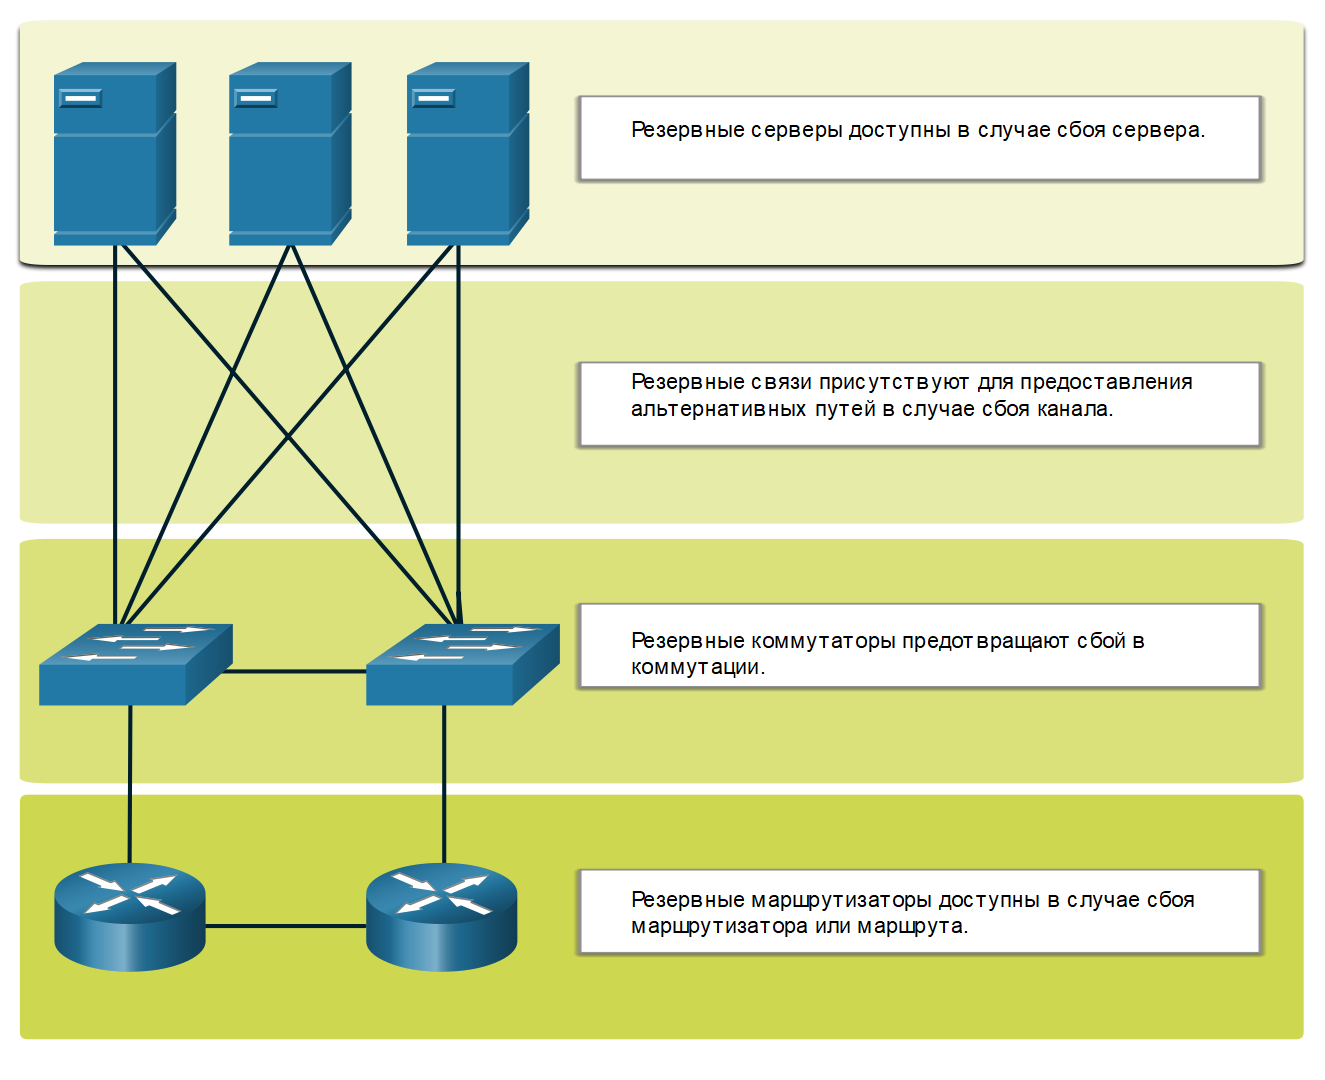 Резервные серверы доступны в случае сбоя сервера.
Резервные связи присутствуют для предоставления
альтернативных путей в случае сбоя канала.
Резервные коммутаторы предотвращают сбой в
коммутации.
Резервные маршрутизаторы доступны в случае сбоя
маршрутизатора или маршрута.